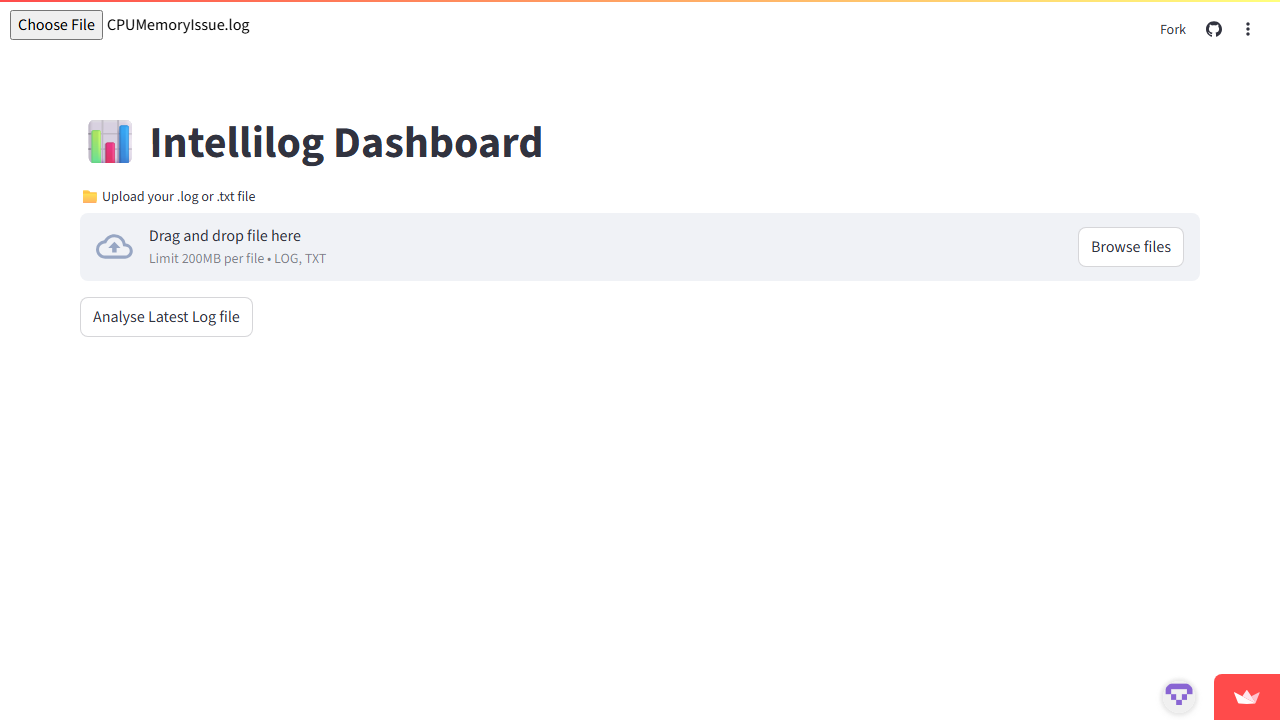 Choose File CPUMemoryIssue.log
Fork
Intellilog Dashboard
Upload your .log or .txt file
Drag and drop file here
Limit 200MB per file • LOG, TXT
Browse files
Analyse Latest Log file